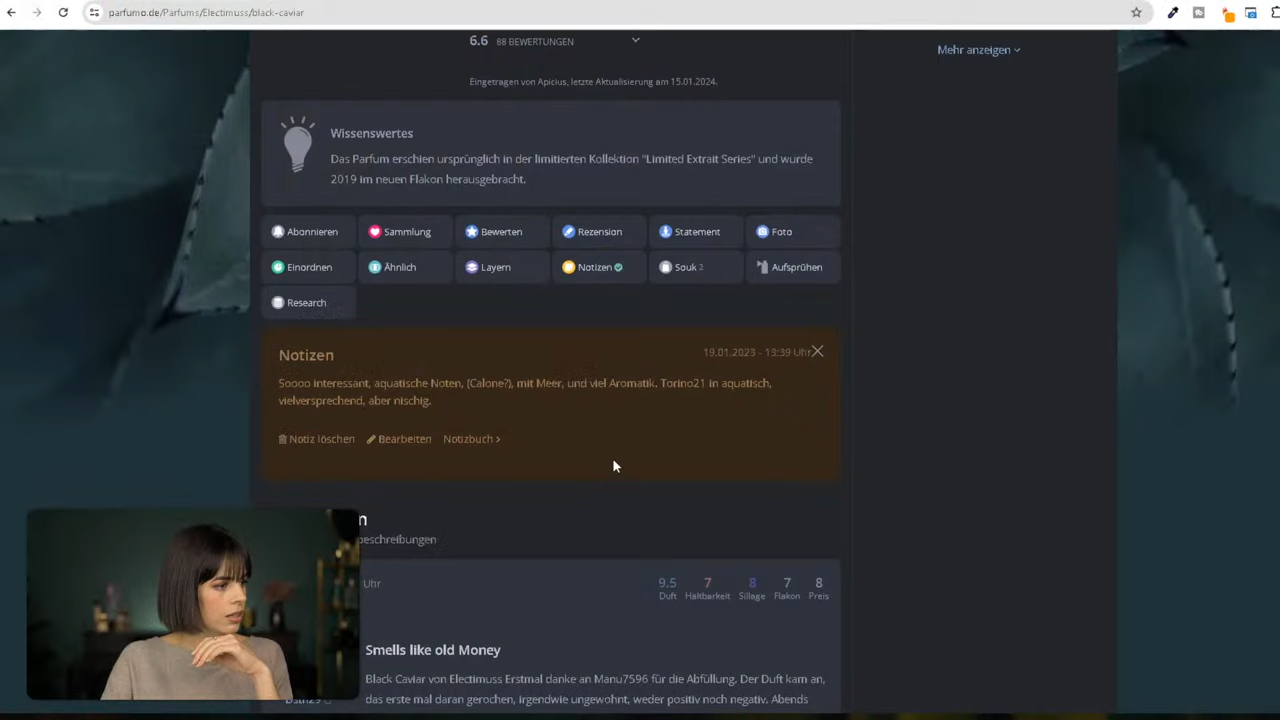 parfumo.de/Parfums/Electimuss/black-caviar
6.6 88 BEWERTUNGEN
Mehr anzeigen
Eingetragen von Apicius, letzte Aktualisierung am 15.01.2024.
Wissenswertes
Das Parfum erschien ursprünglich in der limitierten Kollektion "Limited Extrait Series" und wurde
2019 im neuen Flakon herausgebracht.
Abonnieren Sammlung Bewerten Rezension Statement Foto
Einordnen Ähnlich Layern Notizen Souk 2 Aufsprühen
Research
Notizen 19.01.2023 - 13:39 Uhr
Soooo interessant, aquatische Noten, (Calone?), mit Meer, und viel Aromatik. Torino21 in aquatisch,
vielversprechend, aber nischig.
Notiz löschen Bearbeiten Notizbuch >
n
beschreibungen
Uhr 9.5 7 8 7 8
Duft Haltbarkeit Sillage Flakon Preis
Smells like old Money
Black Caviar von Electimuss Erstmal danke an Manu7596 für die Abfüllung. Der Duft kam an,
das erste mal daran gerochen, irgendwie ungewohnt, weder positiv noch negativ. Abends